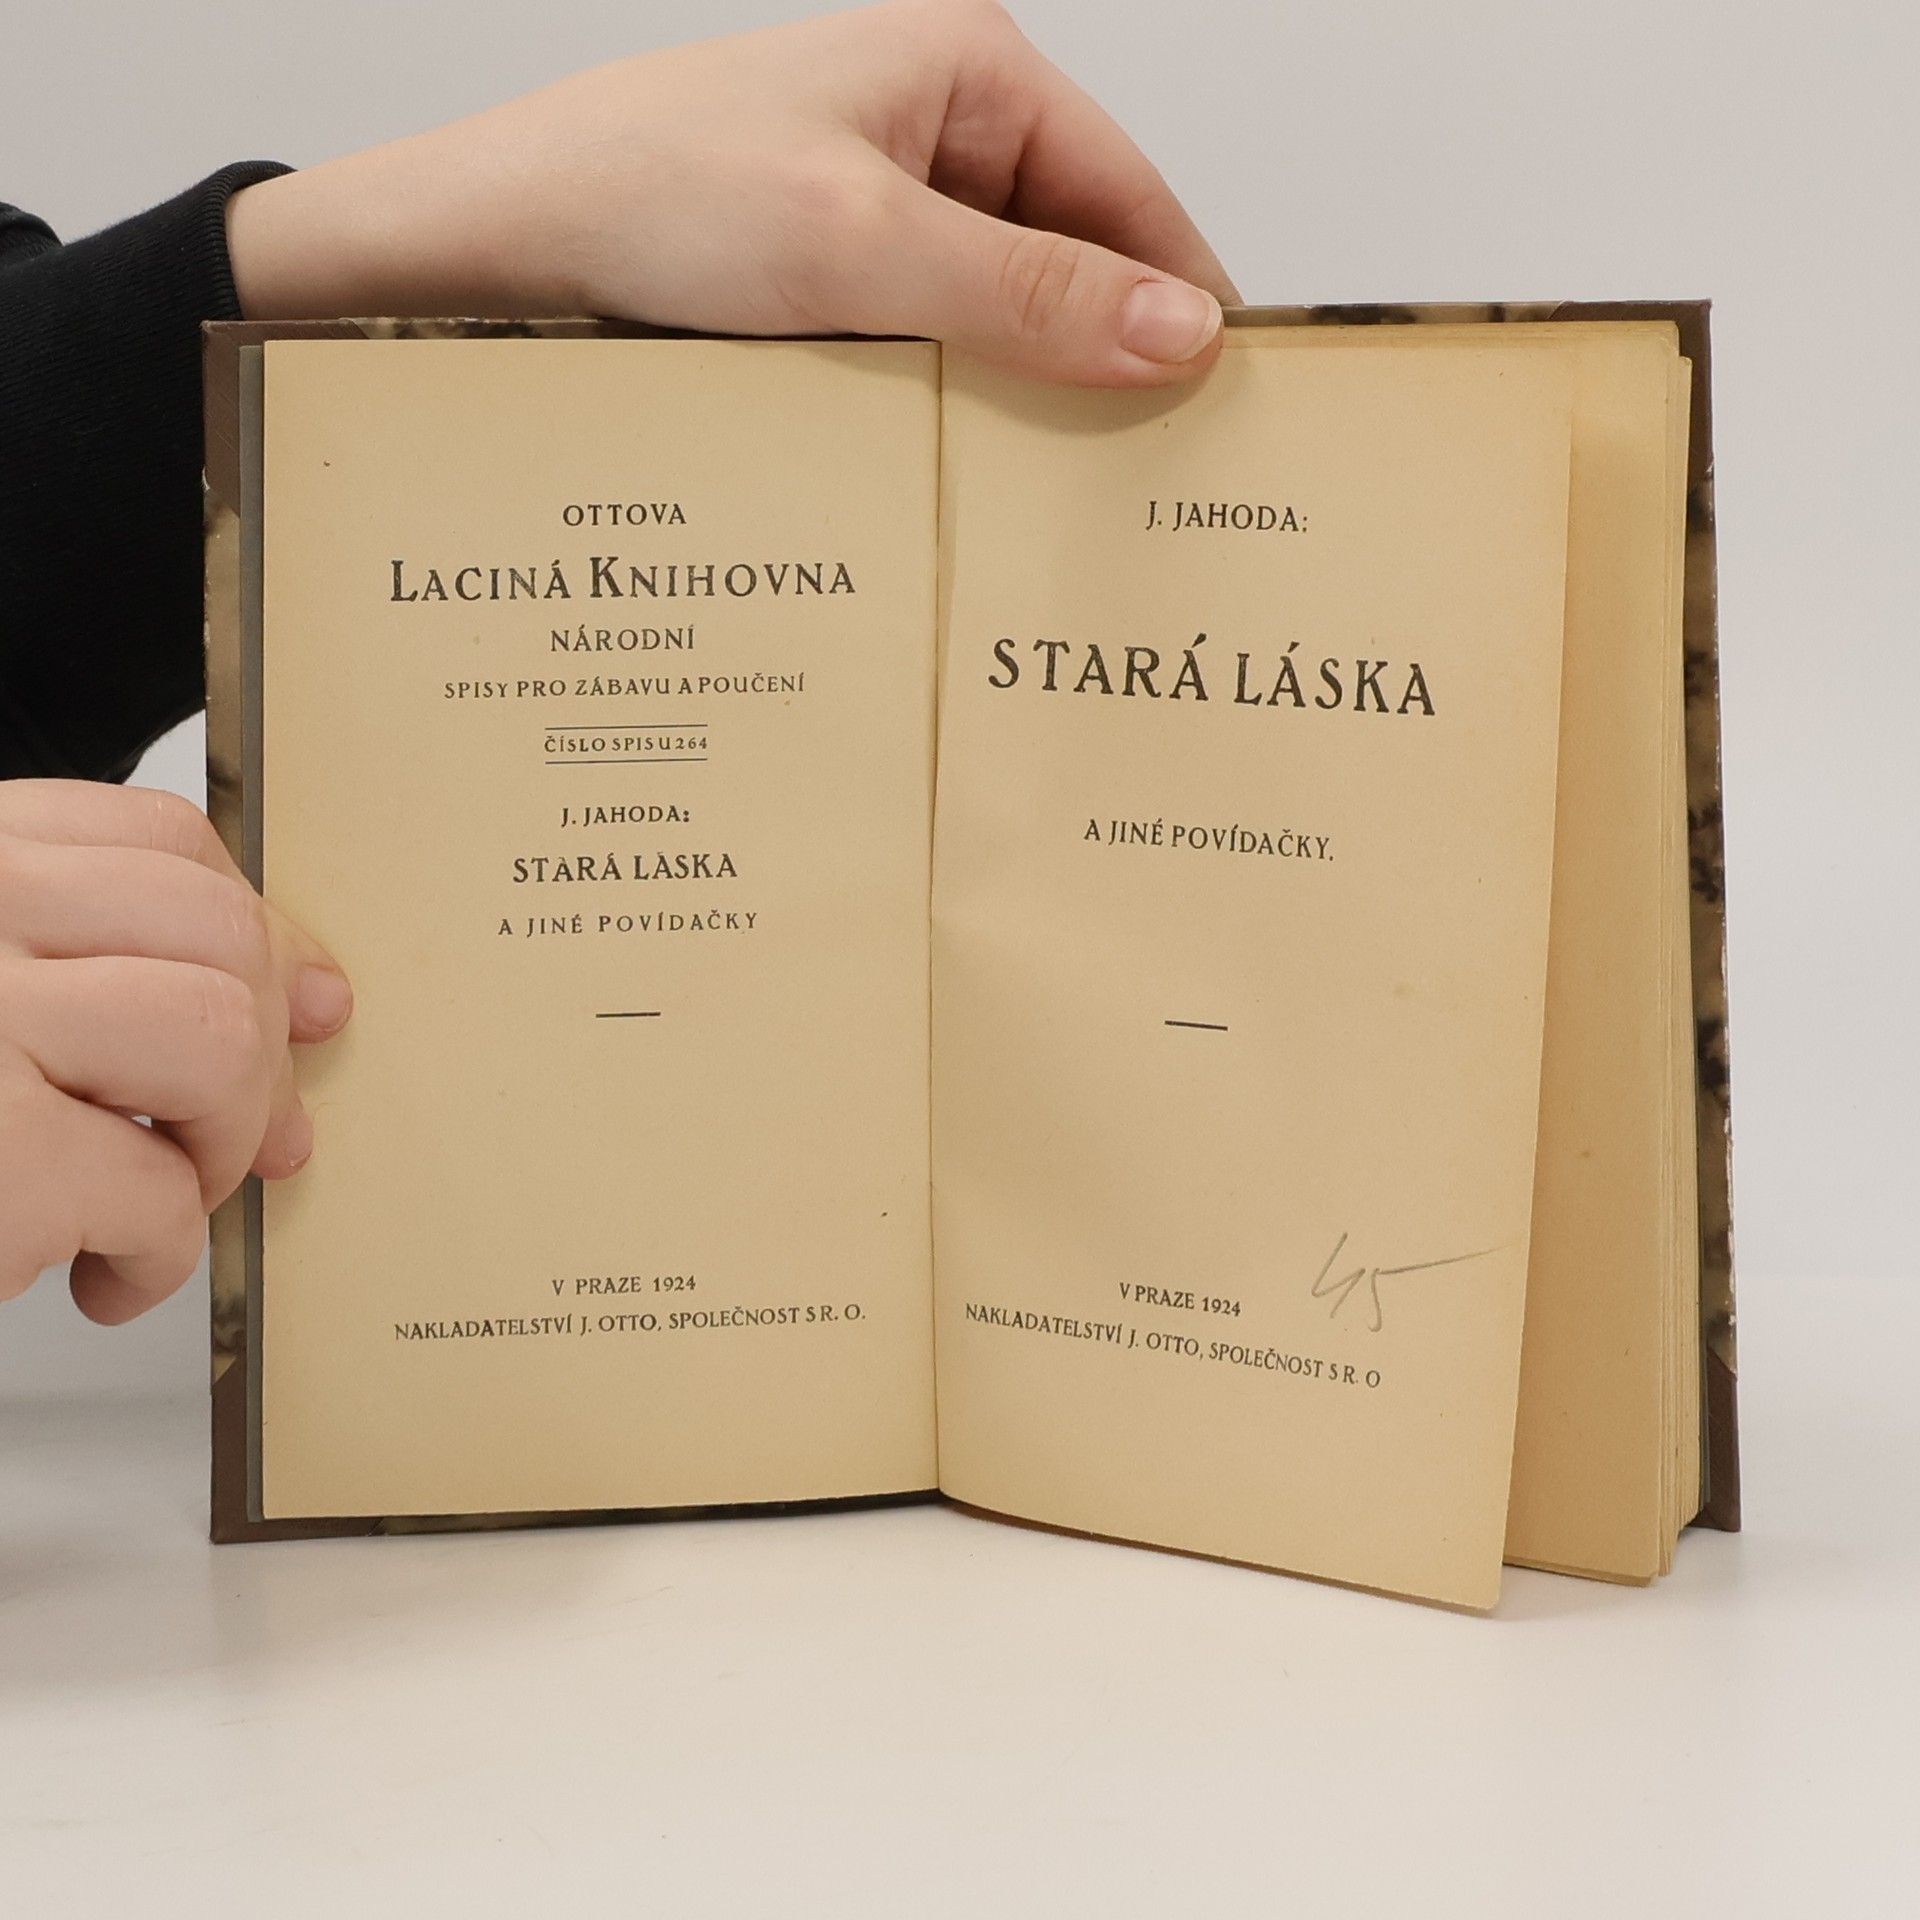 OTTOVA
LACINÁ KNIHOVNA
NÁRODNÍ
SPISY PRO ZÁBAVU A POUČENÍ
ČÍSLO SPISU 264
J. JAHODA:
STARÁ LÁSKA
A JINÉ POVÍDAČKY
V PRAZE 1924
NAKLADATELSTVÍ J. OTTO, SPOLEČNOST S R. O.
J. JAHODA:
STARÁ LÁSKA
A JINÉ POVÍDAČKY.
45
V PRAZE 1924
NAKLADATELSTVÍ J. OTTO, SPOLEČNOST S R. O